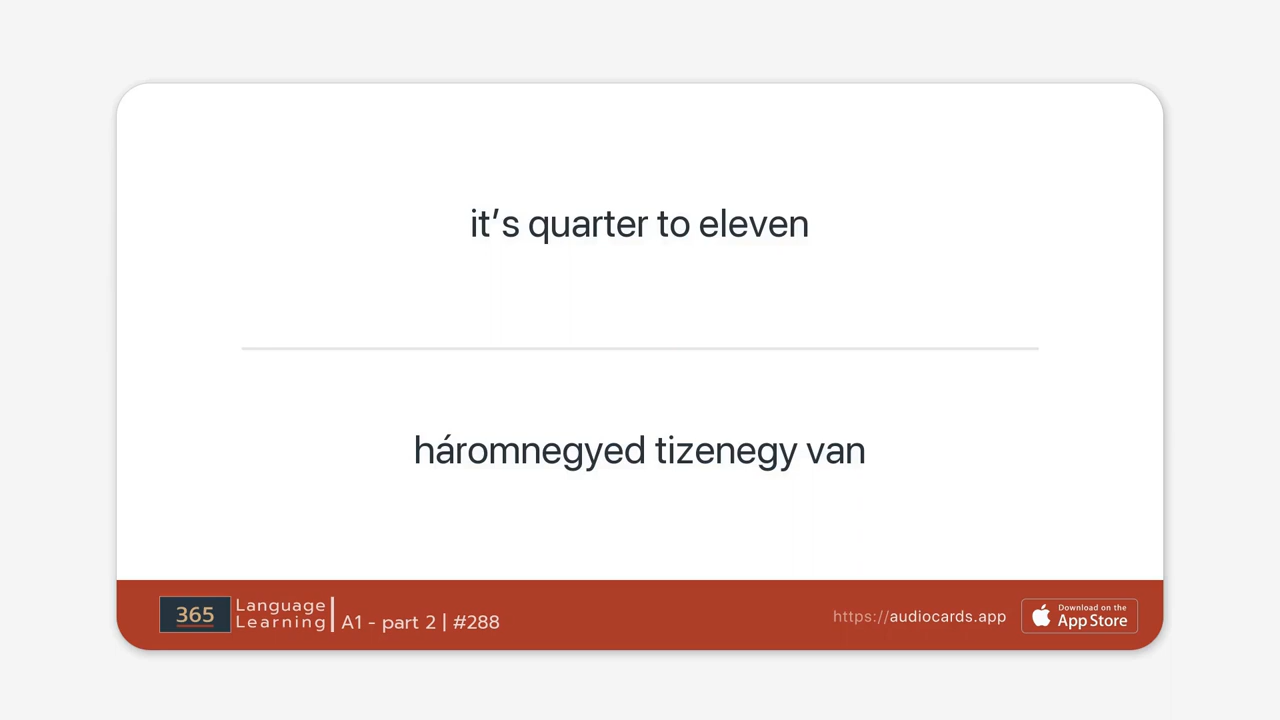 it's quarter to eleven
háromnegyed tizenegy van
365
Language
Learning
A1 - part 2 | #288
https://audiocards.app
Download on the
App Store